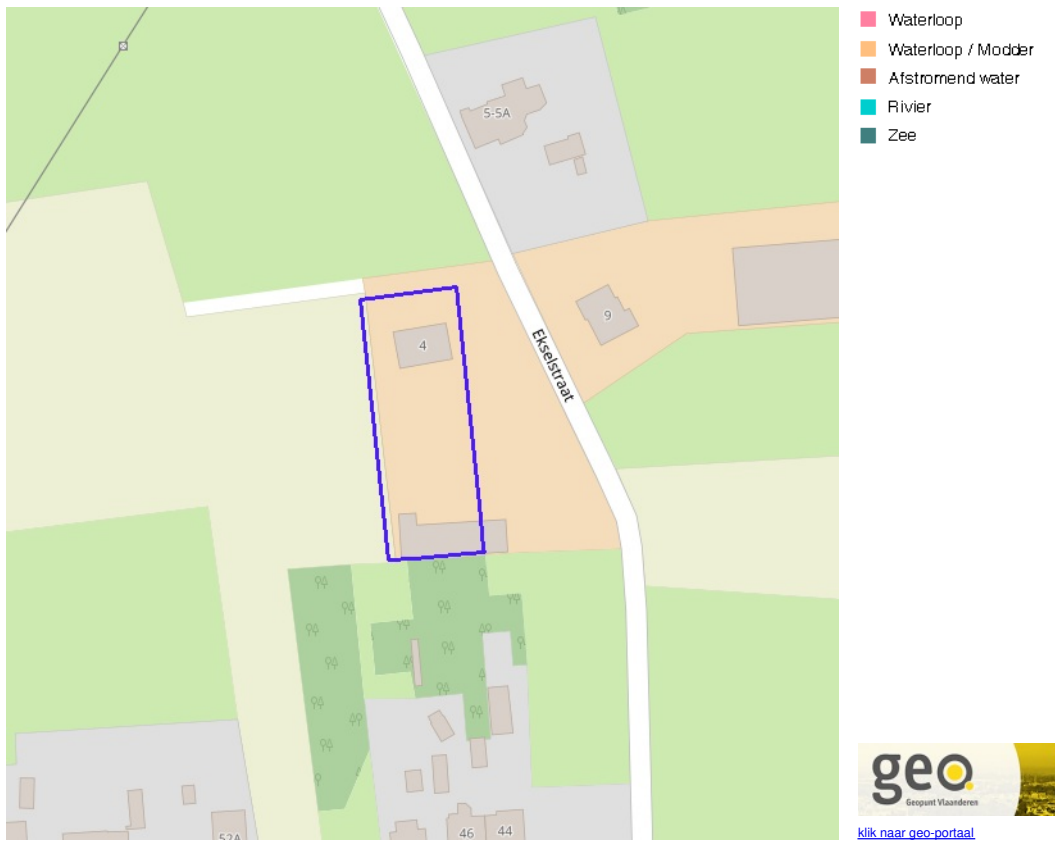 Waterloop
Waterloop / Modder
Afstromend water
Rivier
Zee
5-5A
9
4
Ekselstraat
52A
46
44
geo.
Geopunt Vlaanderen
klik naar geo-portaal